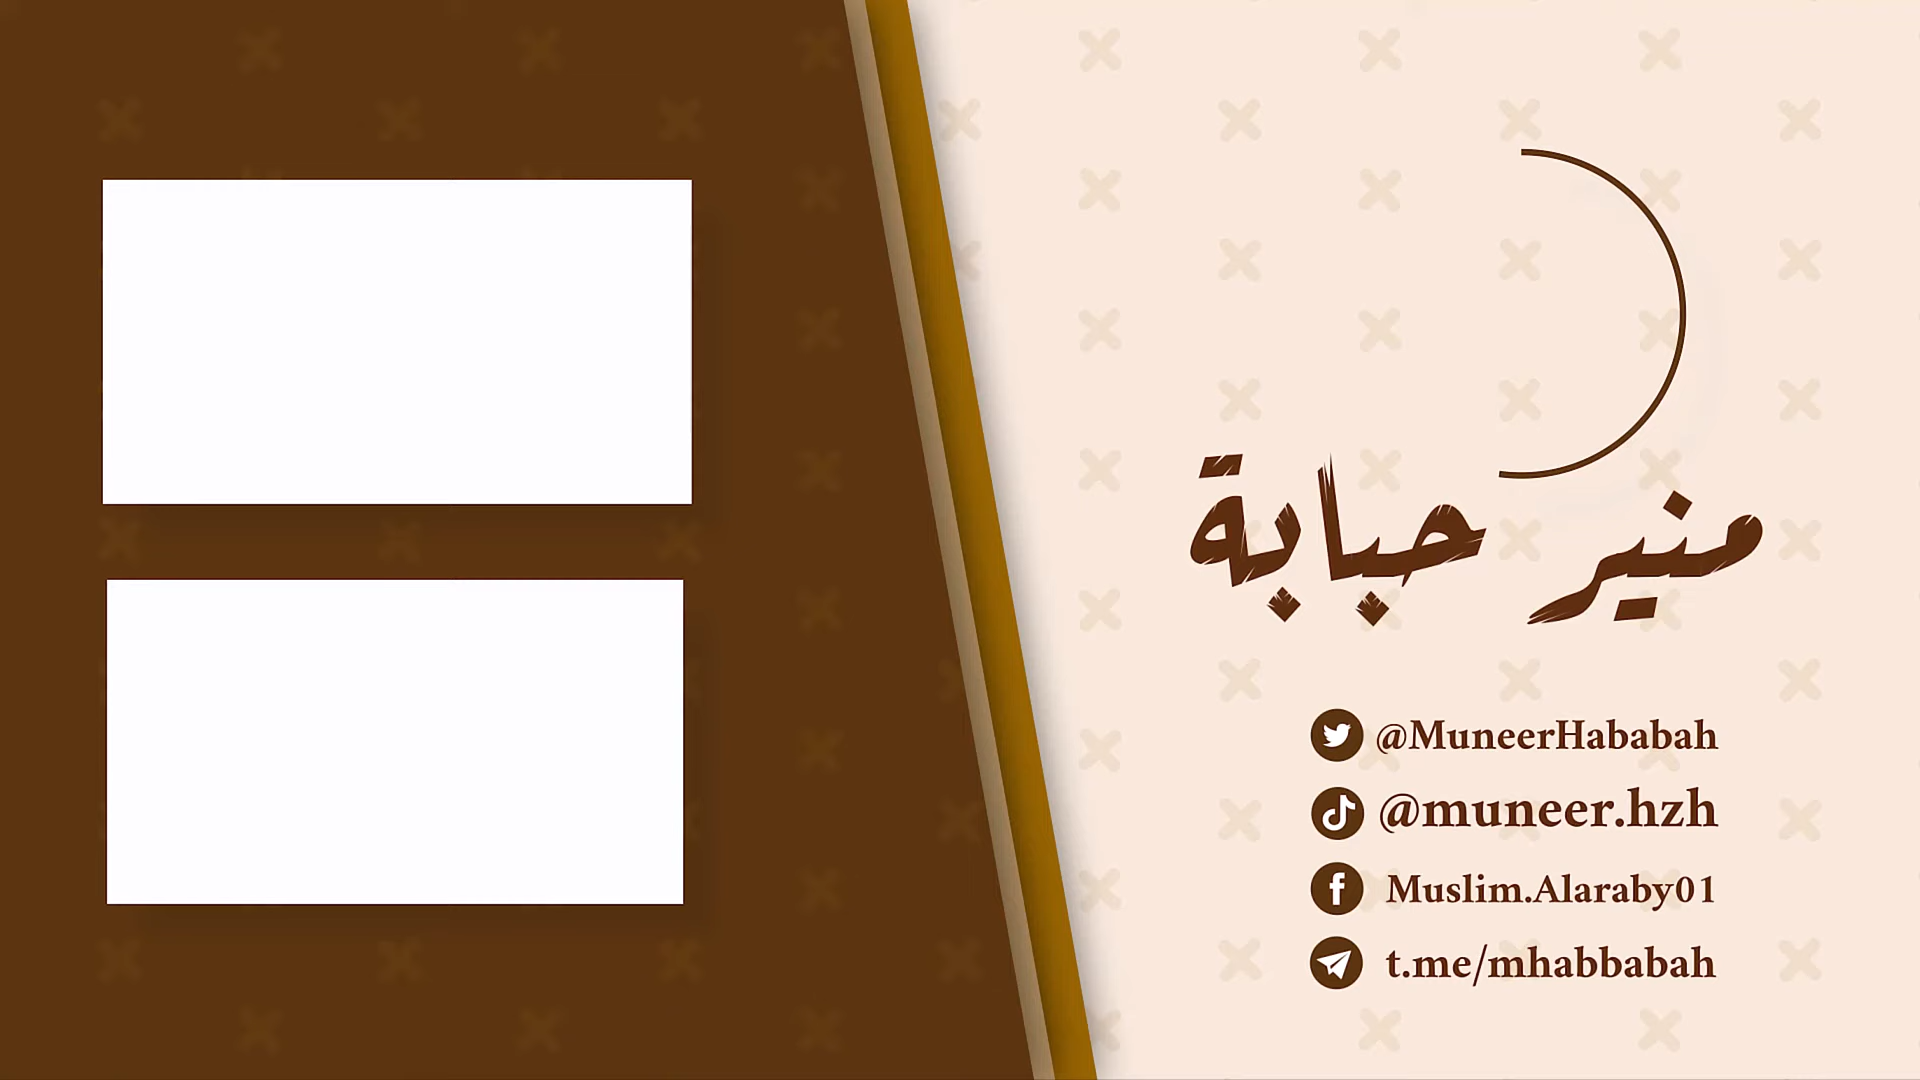 منير حبابة
@MuneerHababah
@muneer.hzh
Muslim.Alaraby01
t.me/mhabbabah